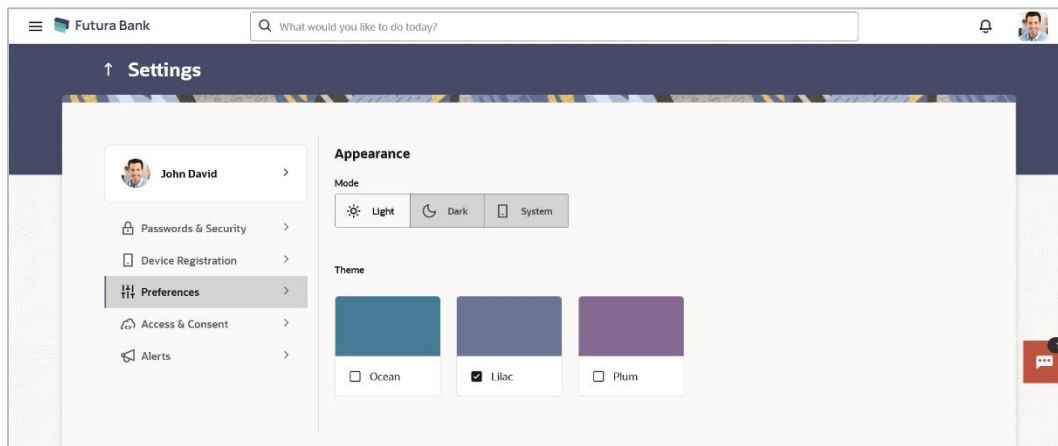 Futura Bank
What would you like to do today?
Settings
John David
Passwords & Security
Device Registration
Preferences
Access & Consent
Alerts
Appearance
Mode
Light Dark System
Theme
Ocean Lilac Plum